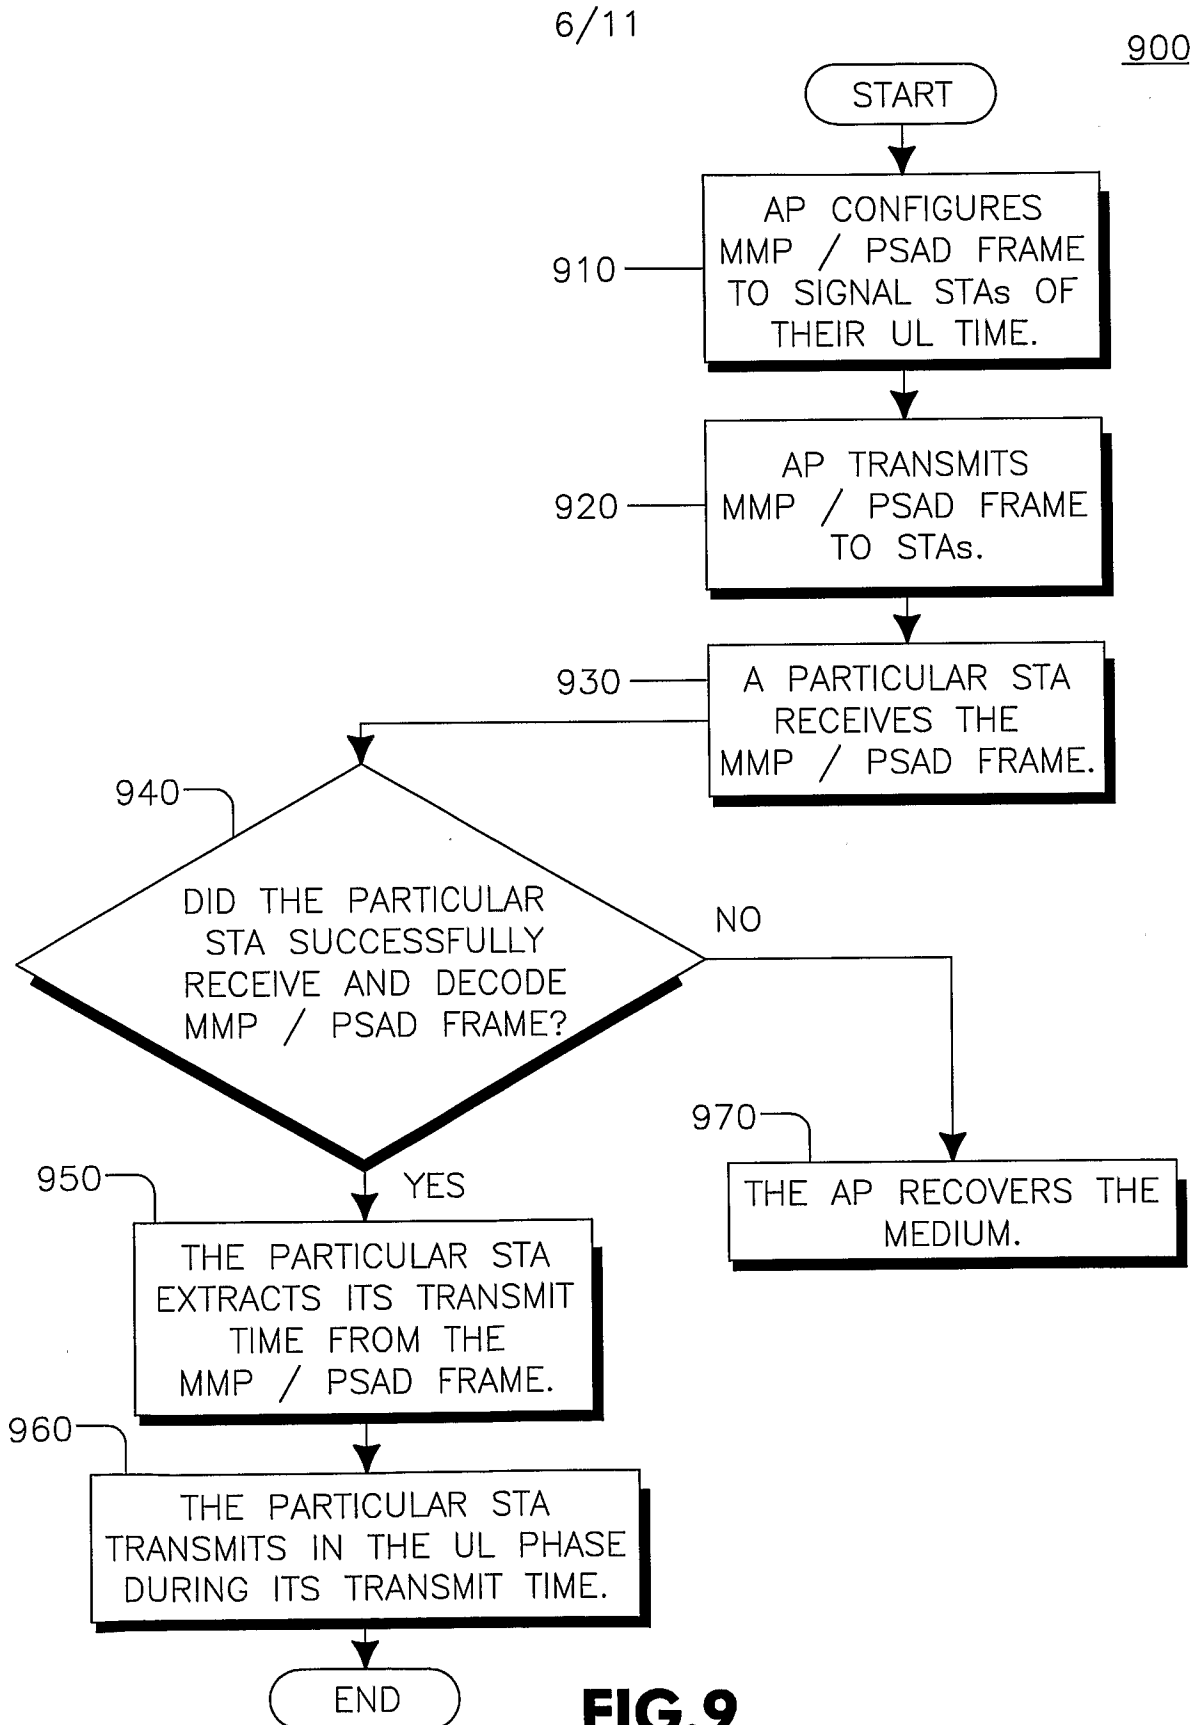 6/11
900
START
910
AP CONFIGURES
MMP / PSAD FRAME
TO SIGNAL STAs OF
THEIR UL TIME.
920
AP TRANSMITS
MMP / PSAD FRAME
TO STAs.
930
A PARTICULAR STA
RECEIVES THE
MMP / PSAD FRAME.
940
DID THE PARTICULAR
STA SUCCESSFULLY
RECEIVE AND DECODE
MMP / PSAD FRAME?
NO
YES
970
THE AP RECOVERS THE
MEDIUM.
950
THE PARTICULAR STA
EXTRACTS ITS TRANSMIT
TIME FROM THE
MMP / PSAD FRAME.
960
THE PARTICULAR STA
TRANSMITS IN THE UL PHASE
DURING ITS TRANSMIT TIME.
END
FIG.9